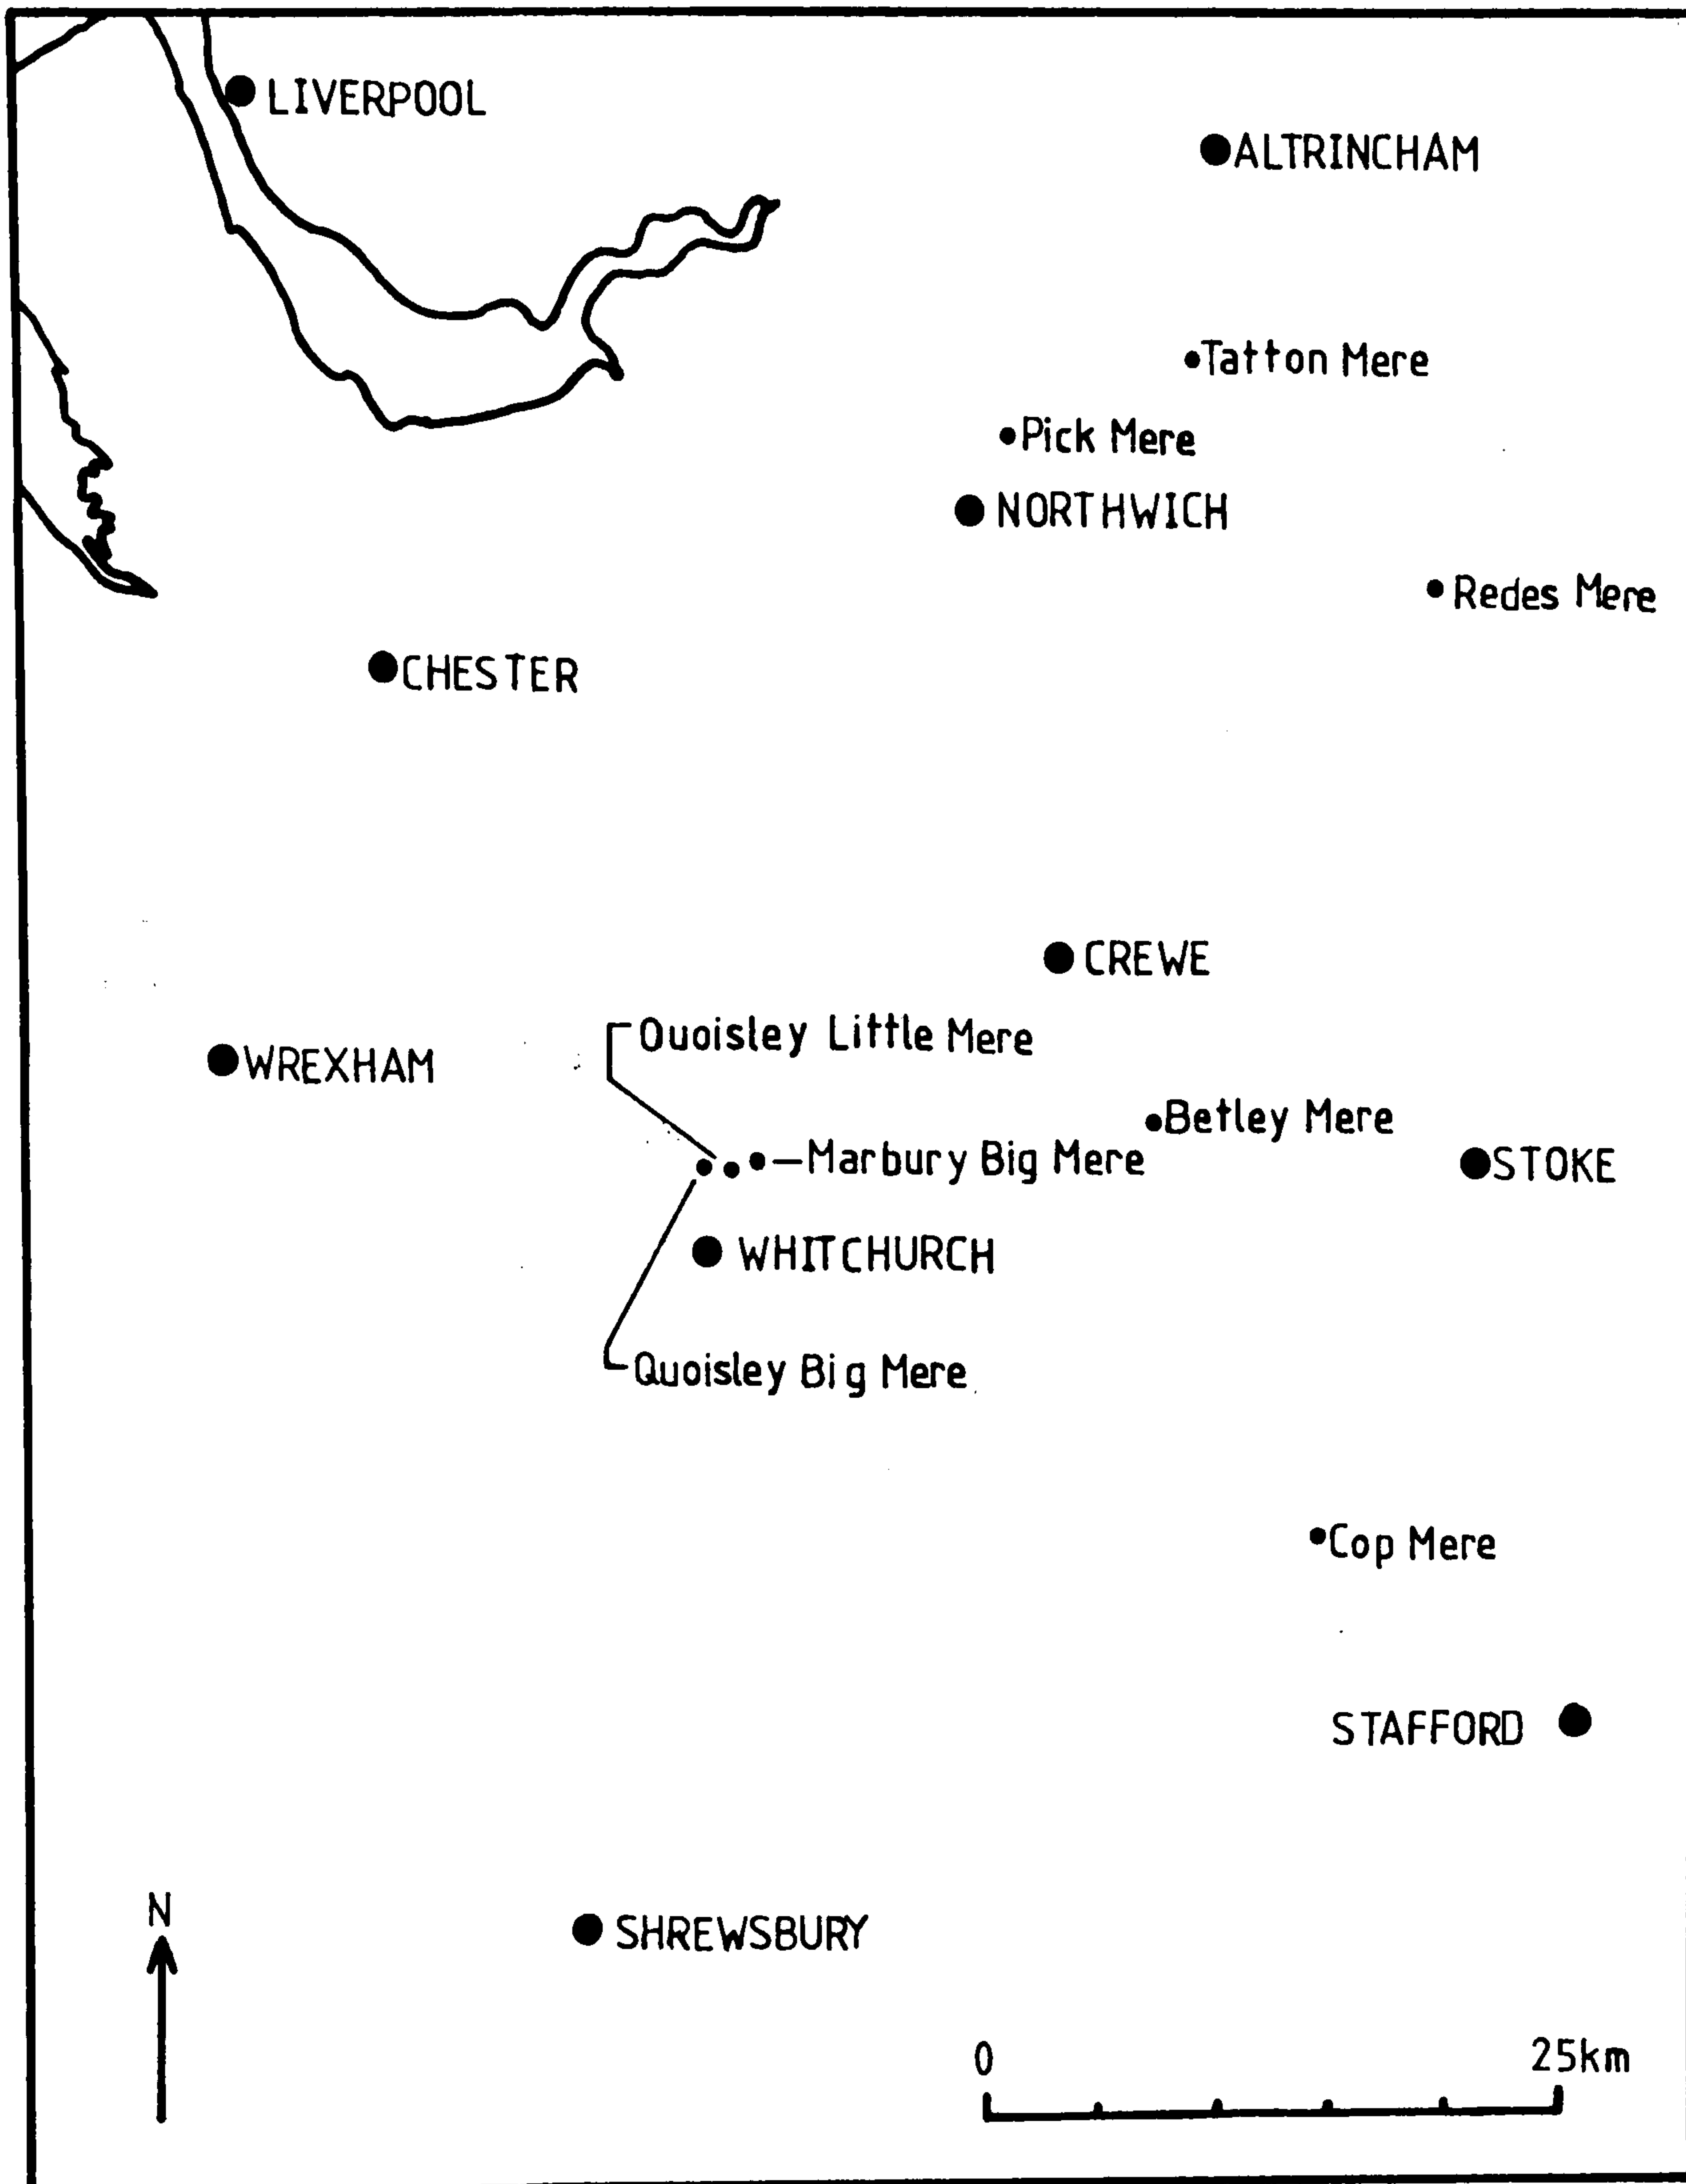 LIVERPOOL
ALTRINCHAM
Tatton Mere
Pick Mere
NORTHWICH
Redes Mere
CHESTER
CREWE
Quoisley Little Mere
WREXHAM
Betley Mere
Marbury Big Mere
STOKE
WHITCHURCH
Quoisley Big Mere
Cop Mere
STAFFORD
N
SHREWSBURY
0 25km